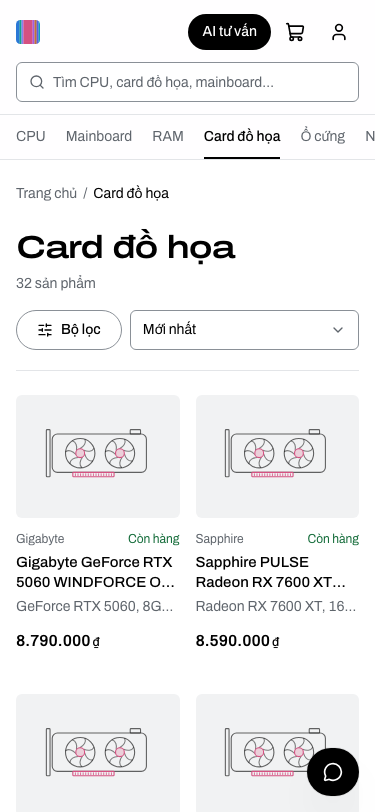 AI tư vấn
Tìm CPU, card đồ họa, mainboard...
CPU Mainboard RAM Card đồ họa Ổ cứng N
Trang chủ / Card đồ họa
Card đồ họa
32 sản phẩm
Bộ lọc
Mới nhất
Gigabyte Còn hàng
Gigabyte GeForce RTX
5060 WINDFORCE O...
GeForce RTX 5060, 8G...
8.790.000₫
Sapphire Còn hàng
Sapphire PULSE
Radeon RX 7600 XT...
Radeon RX 7600 XT, 16...
8.590.000₫